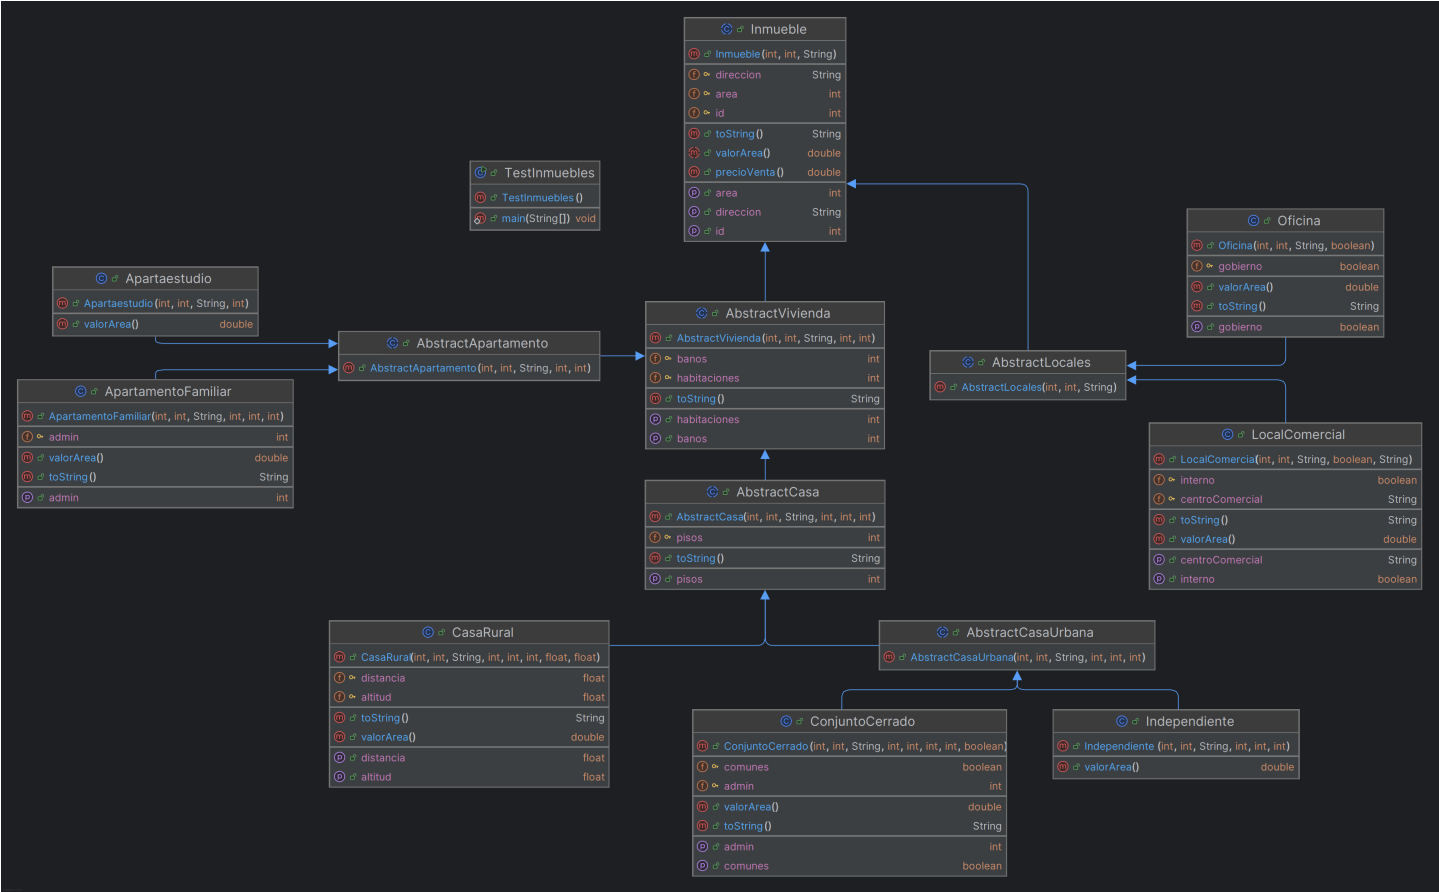 Inmueble
m Inmueble(int, int, String)
f direccion String
f area int
f id int
m toString() String
m valorArea() double
m precioVenta() double
p area int
p direccion String
p id int
TestInmuebles
m TestInmuebles()
m main(String[]) void
Oficina
m Oficina(int, int, String, boolean)
f gobierno boolean
m valorArea() double
m toString() String
p gobierno boolean
Apartaestudio
m Apartaestudio(int, int, String, int)
m valorArea() double
AbstractVivienda
m AbstractVivienda(int, int, String, int, int)
f banos int
f habitaciones int
m toString() String
p habitaciones int
p banos int
AbstractApartamento
m AbstractApartamento(int, int, String, int, int)
AbstractLocales
m AbstractLocales(int, int, String)
ApartamentoFamiliar
m ApartamentoFamiliar(int, int, String, int, int, int)
f admin int
m valorArea() double
m toString() String
p admin int
LocalComercial
m LocalComercia(int, int, String, boolean, String)
f interno boolean
f centroComercial String
m toString() String
m valorArea() double
p centroComercial String
p interno boolean
AbstractCasa
m AbstractCasa(int, int, String, int, int, int)
f pisos int
m toString() String
p pisos int
CasaRural
m CasaRural(int, int, String, int, int, int, float, float)
f distancia float
f altitud float
m toString() String
m valorArea() double
p distancia float
p altitud float
AbstractCasaUrbana
m AbstractCasaUrbana(int, int, String, int, int, int)
ConjuntoCerrado
m ConjuntoCerrado(int, int, String, int, int, int, int, boolean)
f comunes boolean
f admin int
m valorArea() double
m toString() String
p admin int
p comunes boolean
Independiente
m Independiente (int, int, String, int, int, int)
m valorArea() double